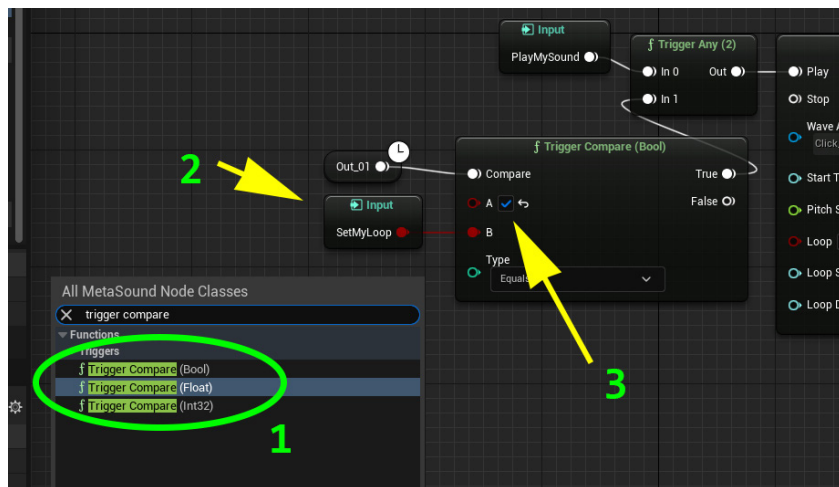 Input
PlayMySound
ƒ Trigger Any (2)
In 0
Out
In 1
Play
Stop
Wave A
Click,
Start T
Pitch S
Loop
Loop S
Loop D
Out_01
Input
SetMyLoop
ƒ Trigger Compare (Bool)
Compare
True
A
False
B
Type
Equals
2
3
All MetaSound Node Classes
trigger compare
Functions
Triggers
ƒ Trigger Compare (Bool)
ƒ Trigger Compare (Float)
ƒ Trigger Compare (Int32)
1